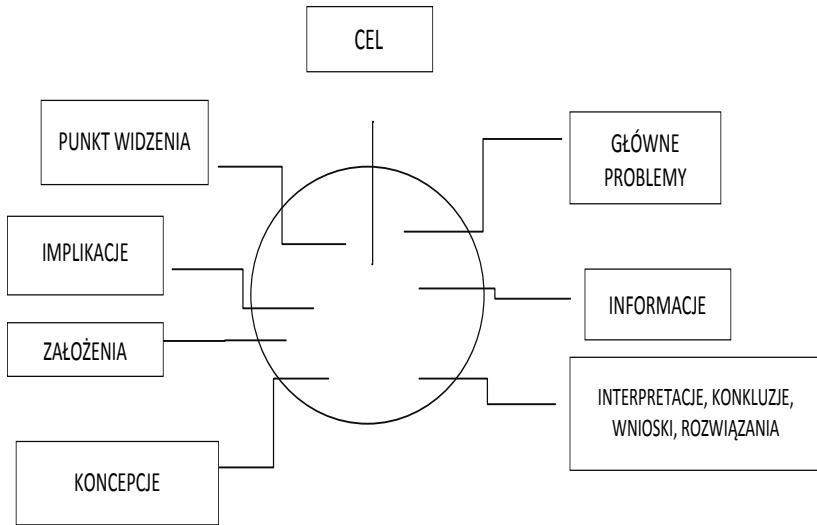 CEL
PUNKT WIDZENIA
GŁÓWNE
PROBLEMY
IMPLIKACJE
INFORMACJE
ZAŁOŻENIA
INTERPRETACJE, KONKLUZJE,
WNIOSKI, ROZWIĄZANIA
KONCEPCJE